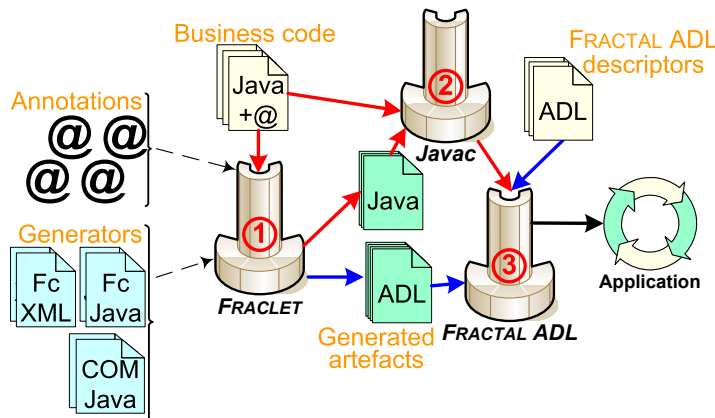 Business code
Java
+@
Annotations
@ @
@ @
2
Javac
FRACTAL ADL
descriptors
ADL
Java
Generators
Fc
XML
Fc
Java
COM
Java
1
FRACLET
ADL
Generated
artefacts
3
FRACTAL ADL
Application